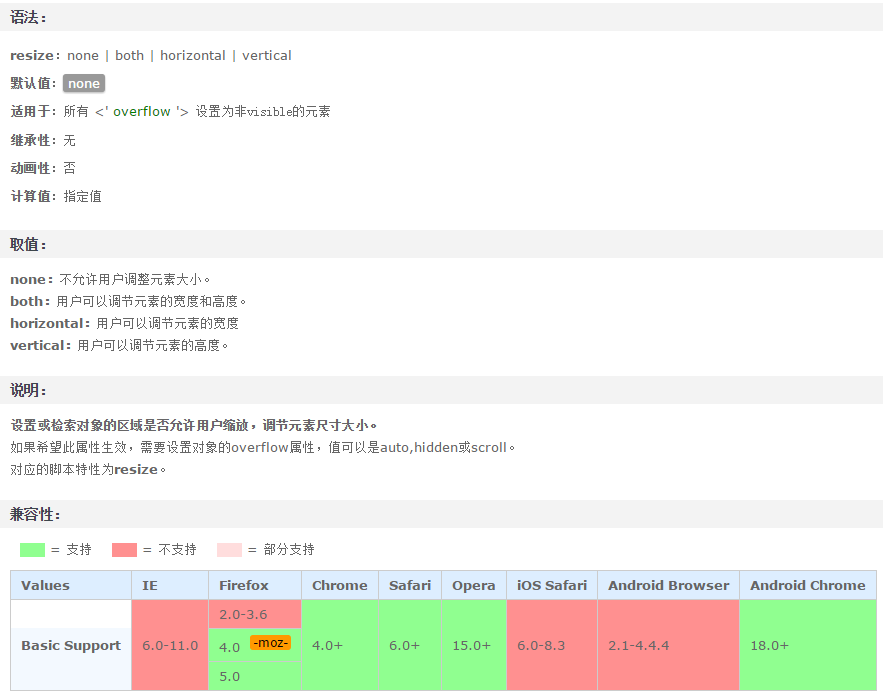 语法：
resize：none | both | horizontal | vertical
默认值：none
适用于：所有 <' overflow '> 设置为非visible的元素
继承性：无
动画性：否
计算值：指定值
取值：
none：不允许用户调整元素大小。
both：用户可以调节元素的宽度和高度。
horizontal：用户可以调节元素的宽度
vertical：用户可以调节元素的高度。
说明：
设置或检索对象的区域是否允许用户缩放，调节元素尺寸大小。
如果希望此属性生效，需要设置对象的overflow属性，值可以是auto,hidden或scroll。
对应的脚本特性为resize。
兼容性：
= 支持 = 不支持 = 部分支持
Values IE Firefox Chrome Safari Opera iOS Safari Android Browser Android Chrome
2.0-3.6
Basic Support 6.0-11.0 4.0 -moz- 4.0+ 6.0+ 15.0+ 6.0-8.3 2.1-4.4.4 18.0+
5.0